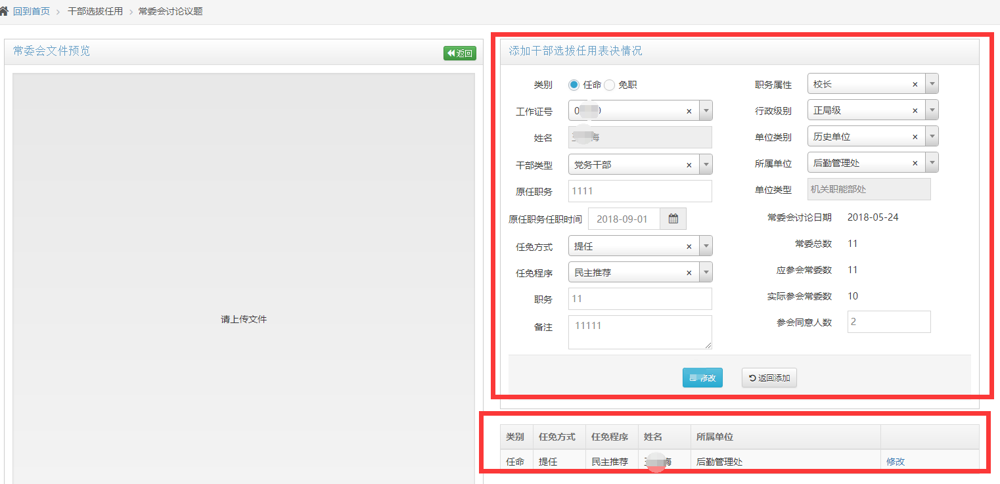 回到首页 > 干部选拔任用 > 常委会讨论议题
常委会文件预览
返回
请上传文件
添加干部选拔任用表决情况
类别 任命 免职
职务属性 校长 ×
工作证号 ×
行政级别 正局级 ×
姓名
单位类别 历史单位 ×
干部类型 党务干部 ×
所属单位 后勤管理处 ×
原任职务 1111
单位类型 机关职能部处
原任职务任职时间 2018-09-01
常委会讨论日期 2018-05-24
任免方式 提任 ×
常委总数 11
任免程序 民主推荐 ×
应参会常委数 11
职务 11
实际参会常委数 10
备注 11111
参会同意人数 2
修改 返回添加
类别 任免方式 任免程序 姓名 所属单位
任命 提任 民主推荐 后勤管理处 修改